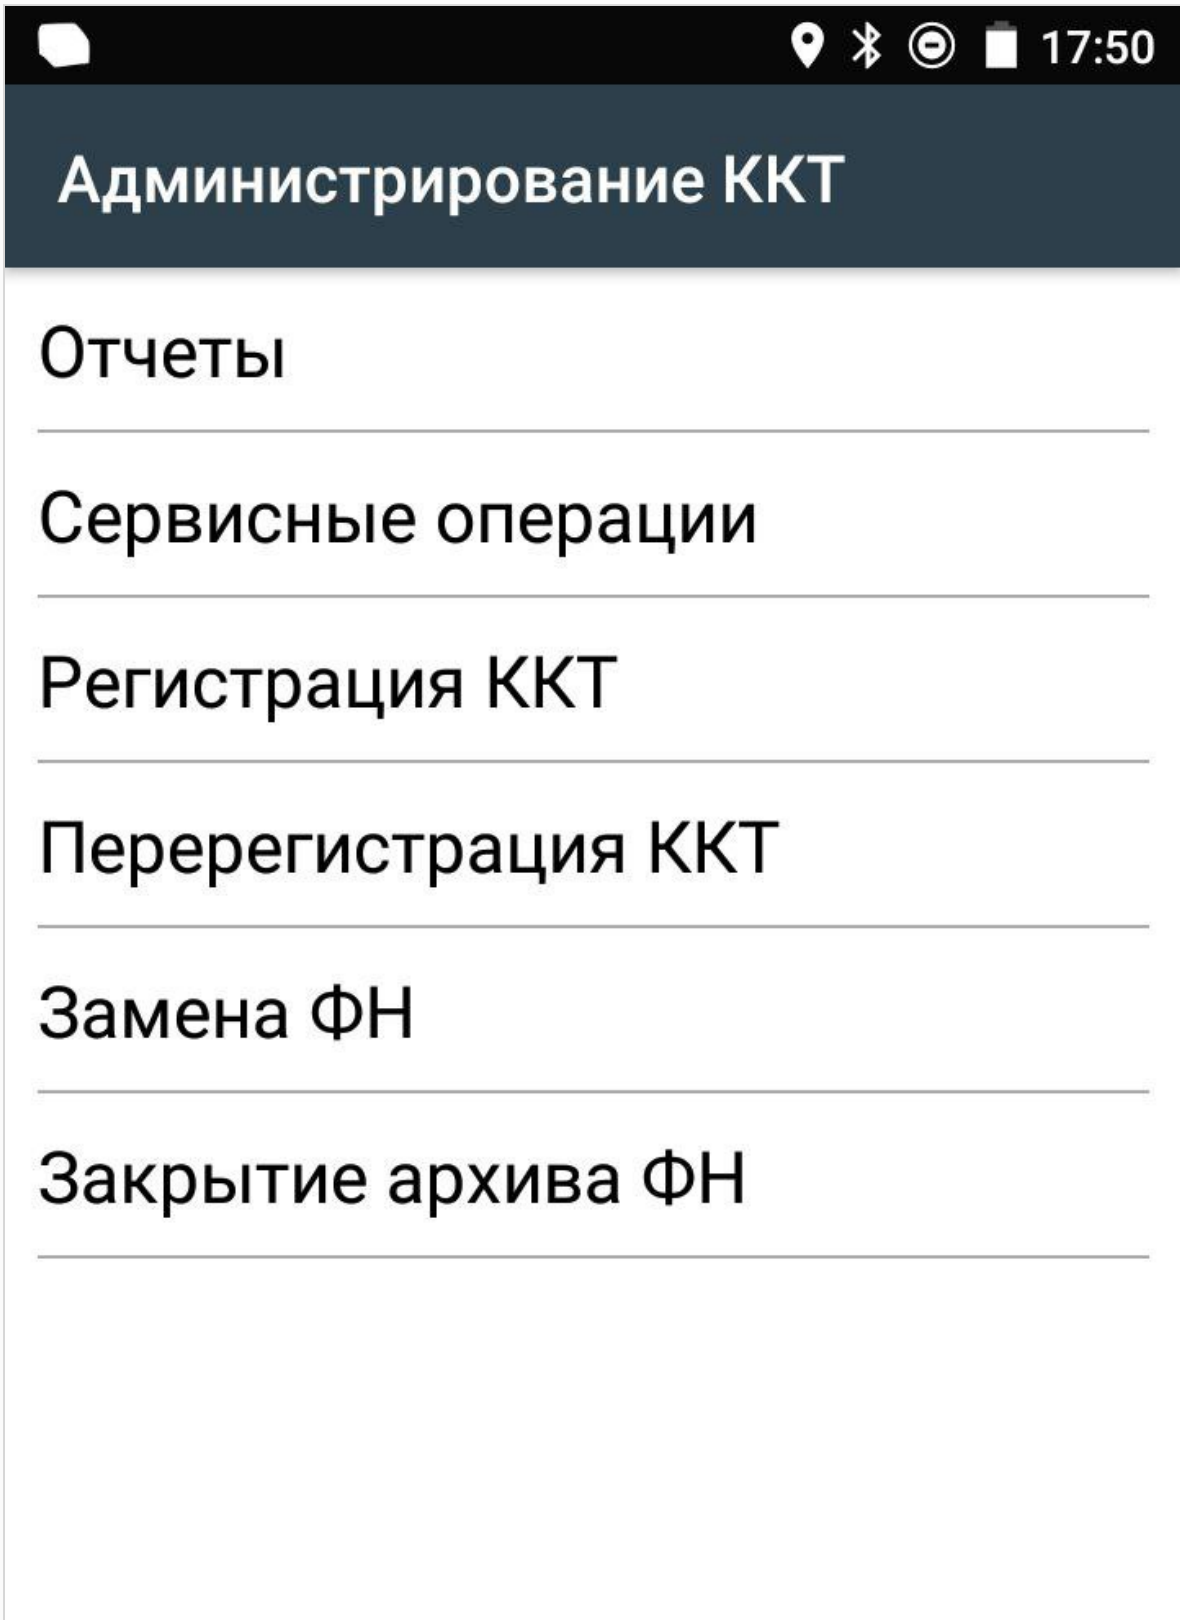 17:50
Администрирование ККТ
Отчеты
Сервисные операции
Регистрация ККТ
Перерегистрация ККТ
Замена ФН
Закрытие архива ФН